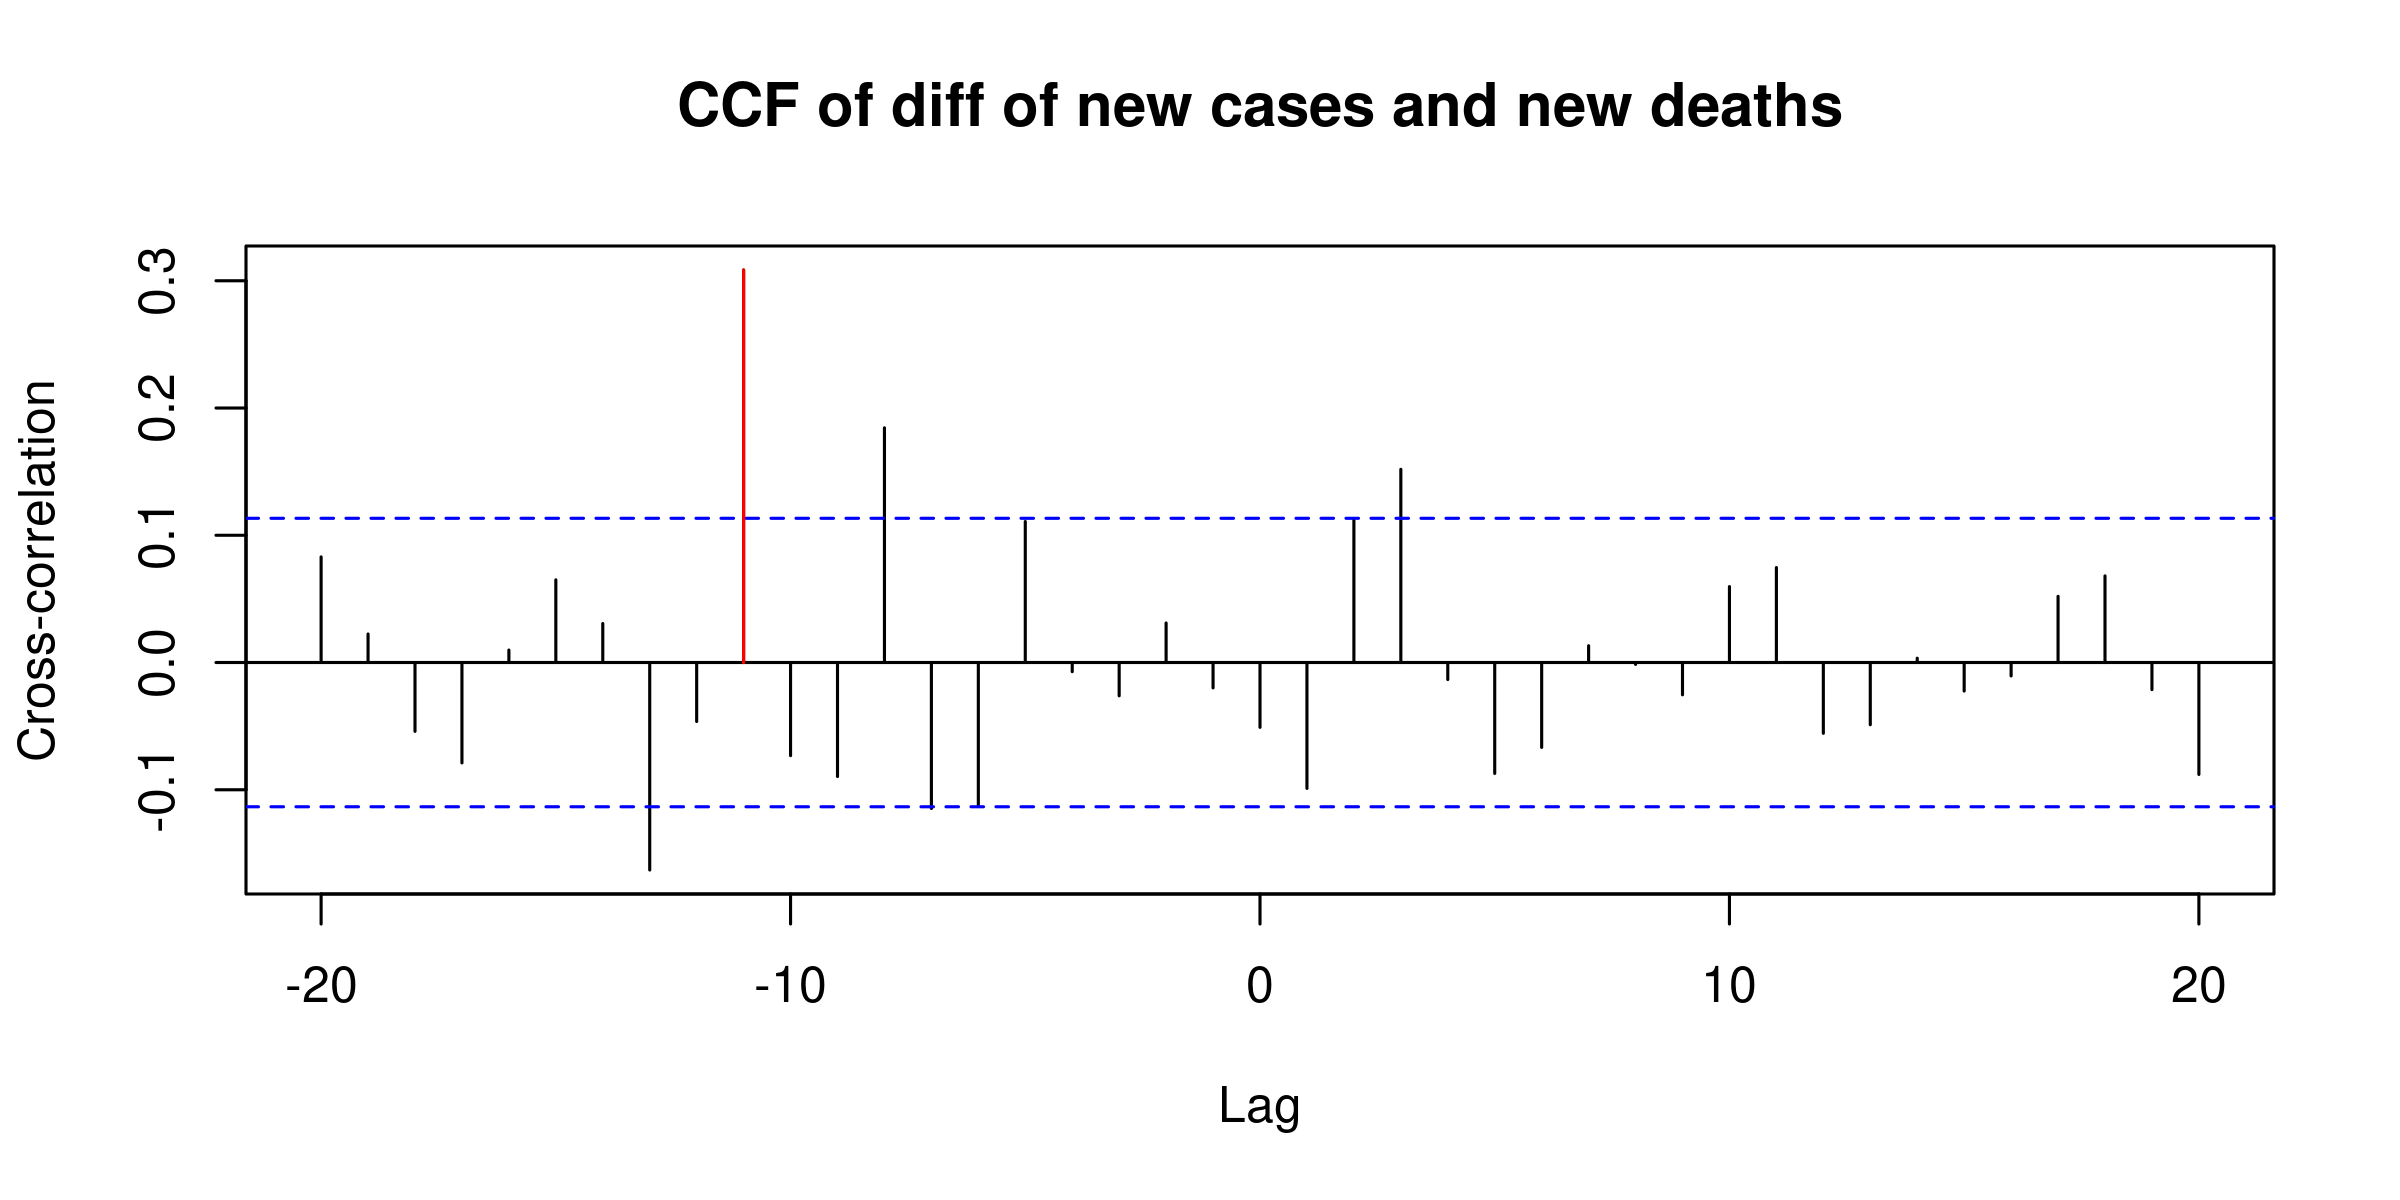 CCF of diff of new cases and new deaths
Cross-correlation
0.3
0.2
0.1
0.0
-0.1
-20 -10 0 10 20
Lag